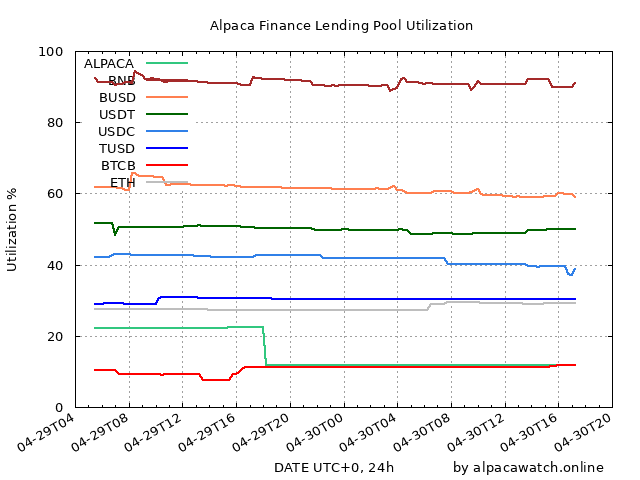 Alpaca Finance Lending Pool Utilization
100
80
60
40
20
0
Utilization %
ALPACA
BNB
BUSD
USDT
USDC
TUSD
BTCB
ETH
04-29T04
04-29T08
04-29T12
04-29T16
04-29T20
04-30T00
04-30T04
04-30T08
04-30T12
04-30T16
04-30T20
DATE UTC+0, 24h
by alpacawatch.online